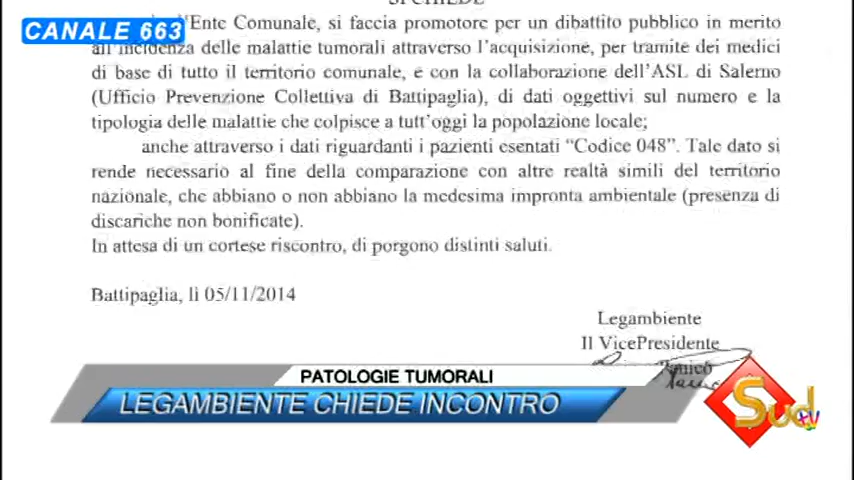 SI CHIEDE
CANALE 663
l'Ente Comunale, si faccia promotore per un dibattito pubblico in merito
all'incidenza delle malattie tumorali attraverso l'acquisizione, per tramite dei medici
di base di tutto il territorio comunale, e con la collaborazione dell'ASL di Salerno
(Ufficio Prevenzione Collettiva di Battipaglia), di dati oggettivi sul numero e la
tipologia delle malattie che colpisce a tutt'oggi la popolazione locale;
anche attraverso i dati riguardanti i pazienti esentati "Codice 048". Tale dato si
rende necessario al fine della comparazione con altre realtà simili del territorio
nazionale, che abbiano o non abbiano la medesima impronta ambientale (presenza di
discariche non bonificate).
In attesa di un cortese riscontro, di porgono distinti saluti.
Battipaglia, lì 05/11/2014
Legambiente
Il VicePresidente
PATOLOGIE TUMORALI
LEGAMBIENTE CHIEDE INCONTRO
Sud tv